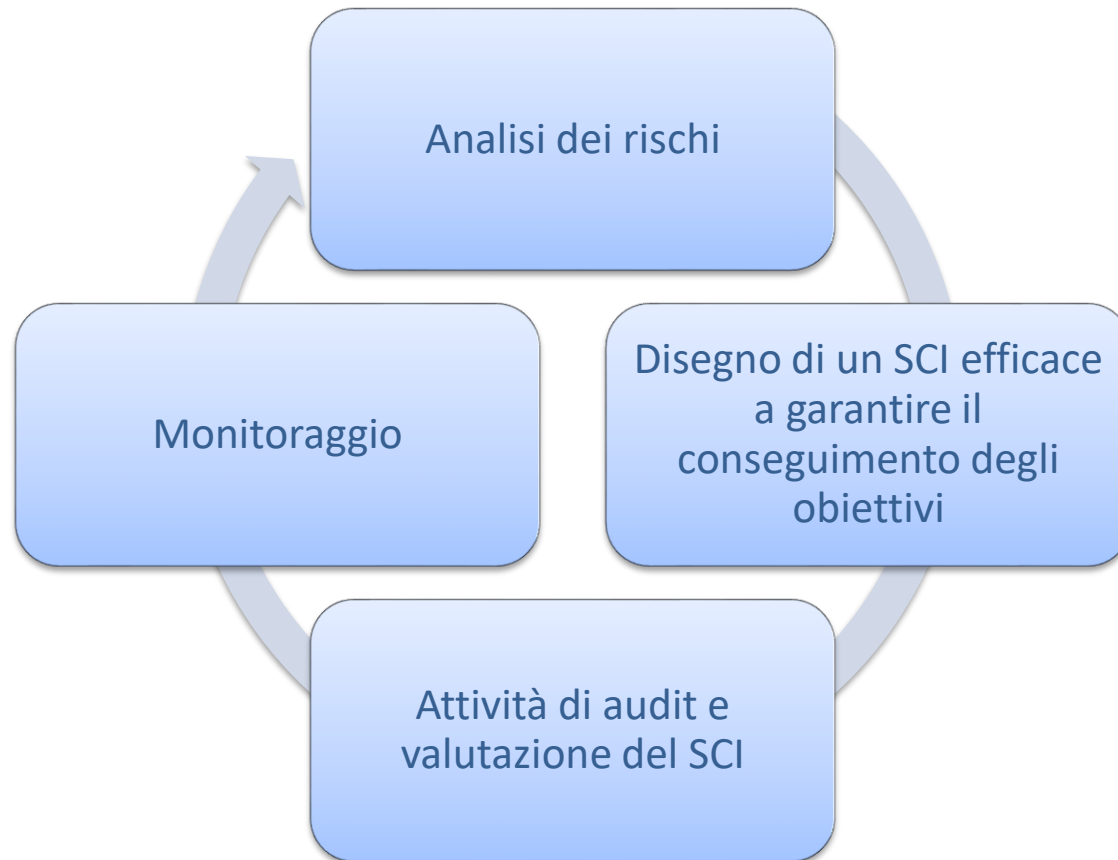 Analisi dei rischi
Disegno di un SCI efficace
a garantire il
conseguimento degli
obiettivi
Attività di audit e
valutazione del SCI
Monitoraggio